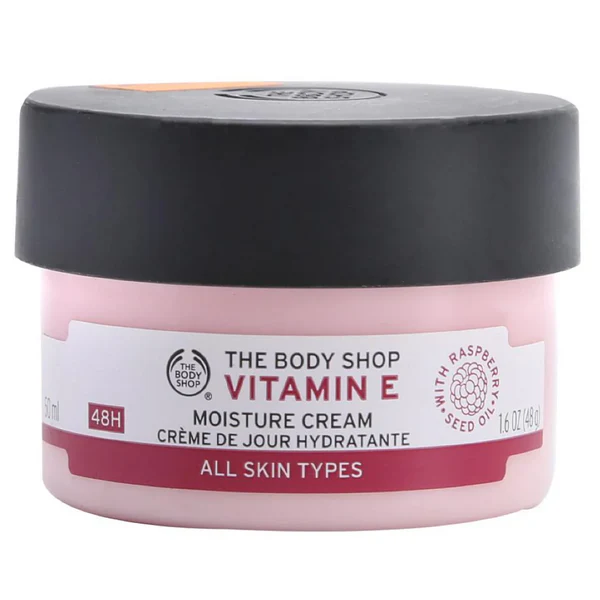 THE BODY SHOP
THE
BODY
SHOP
®
VITAMIN E
MOISTURE CREAM
CRÈME DE JOUR HYDRATANTE
ALL SKIN TYPES
50 ml
48H
• WITH RASPBERRY •
SEED OIL
1.6 OZ (48 g)